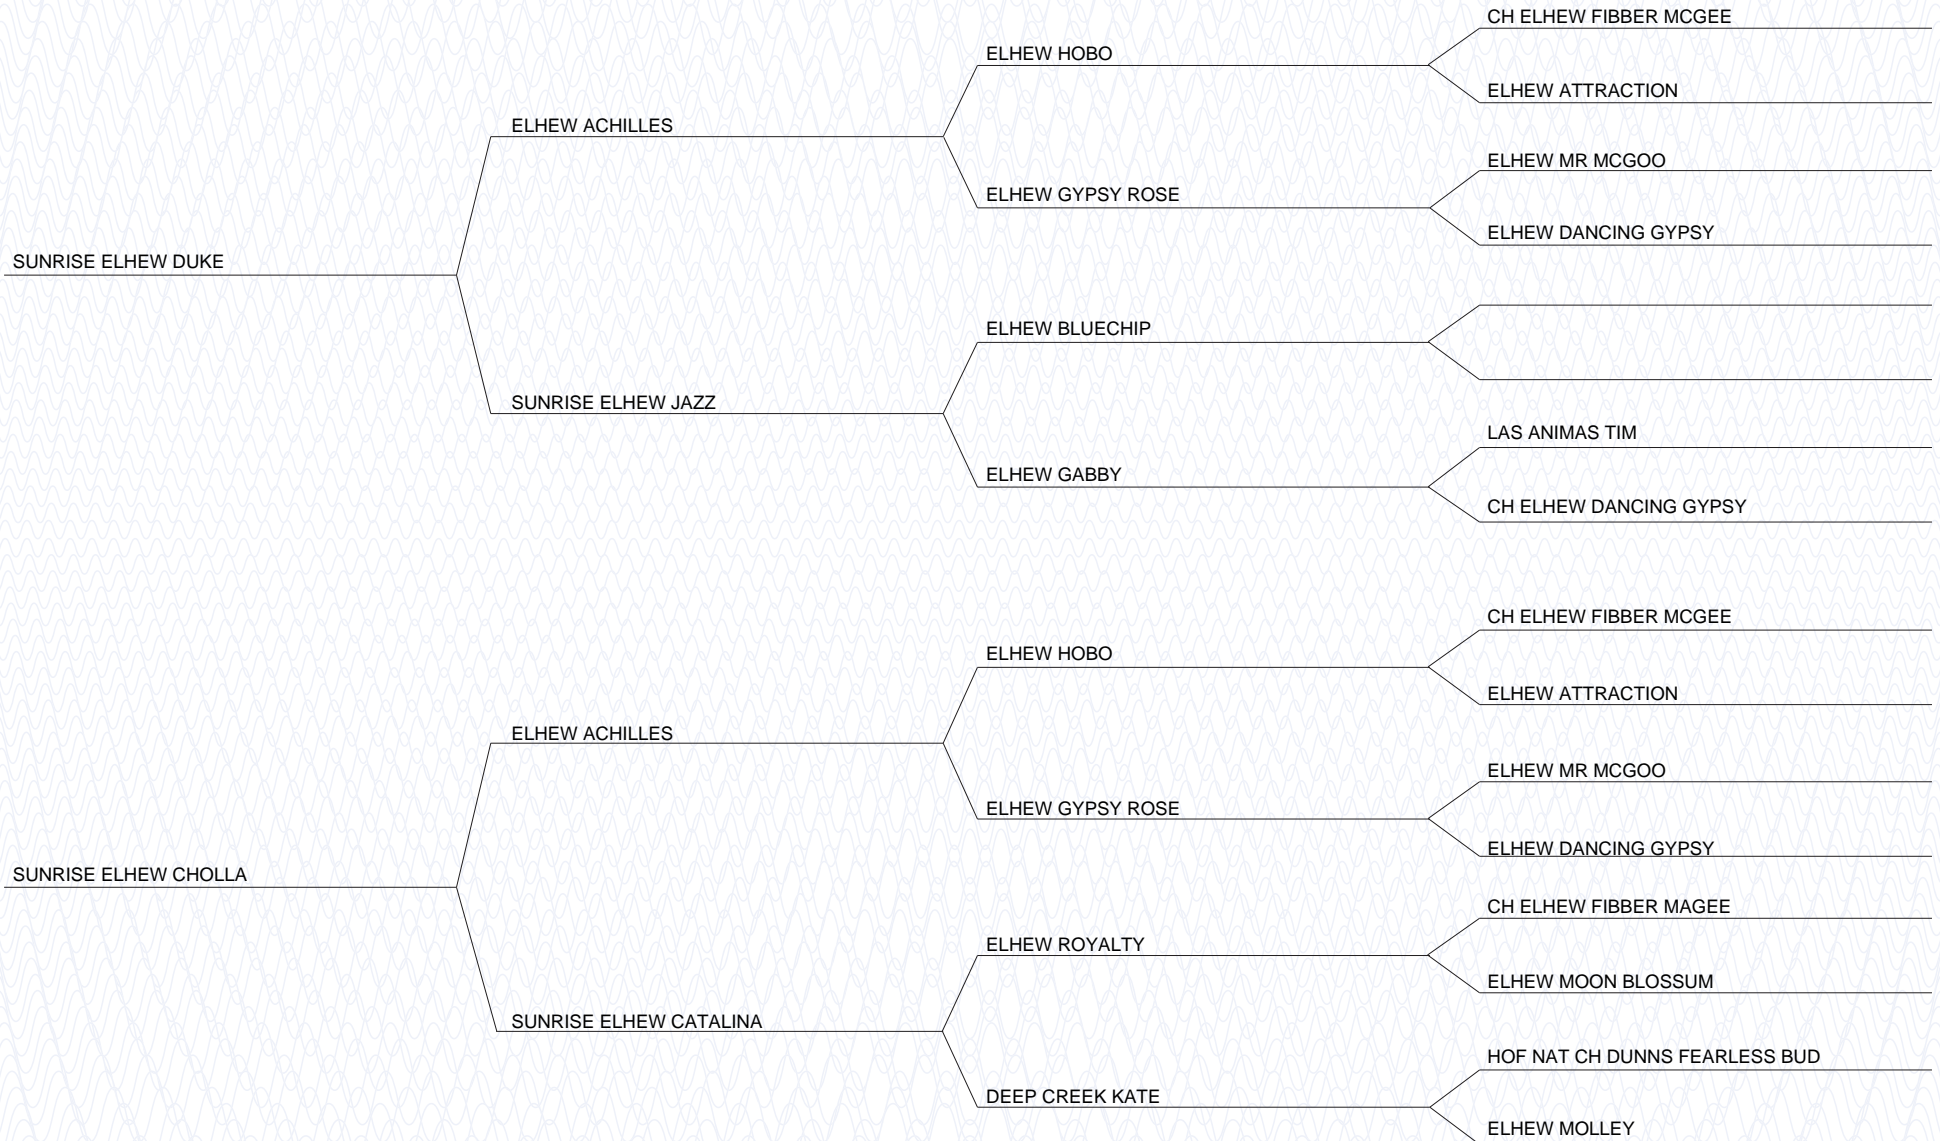 CH ELHEW FIBBER MCGEE
ELHEW HOBO
ELHEW ATTRACTION
ELHEW ACHILLES
ELHEW MR MCGOO
ELHEW GYPSY ROSE
ELHEW DANCING GYPSY
SUNRISE ELHEW DUKE
ELHEW BLUECHIP
SUNRISE ELHEW JAZZ
LAS ANIMAS TIM
ELHEW GABBY
CH ELHEW DANCING GYPSY
CH ELHEW FIBBER MCGEE
ELHEW HOBO
ELHEW ATTRACTION
ELHEW ACHILLES
ELHEW MR MCGOO
ELHEW GYPSY ROSE
ELHEW DANCING GYPSY
SUNRISE ELHEW CHOLLA
CH ELHEW FIBBER MAGEE
ELHEW ROYALTY
ELHEW MOON BLOSSUM
SUNRISE ELHEW CATALINA
HOF NAT CH DUNNS FEARLESS BUD
DEEP CREEK KATE
ELHEW MOLLEY